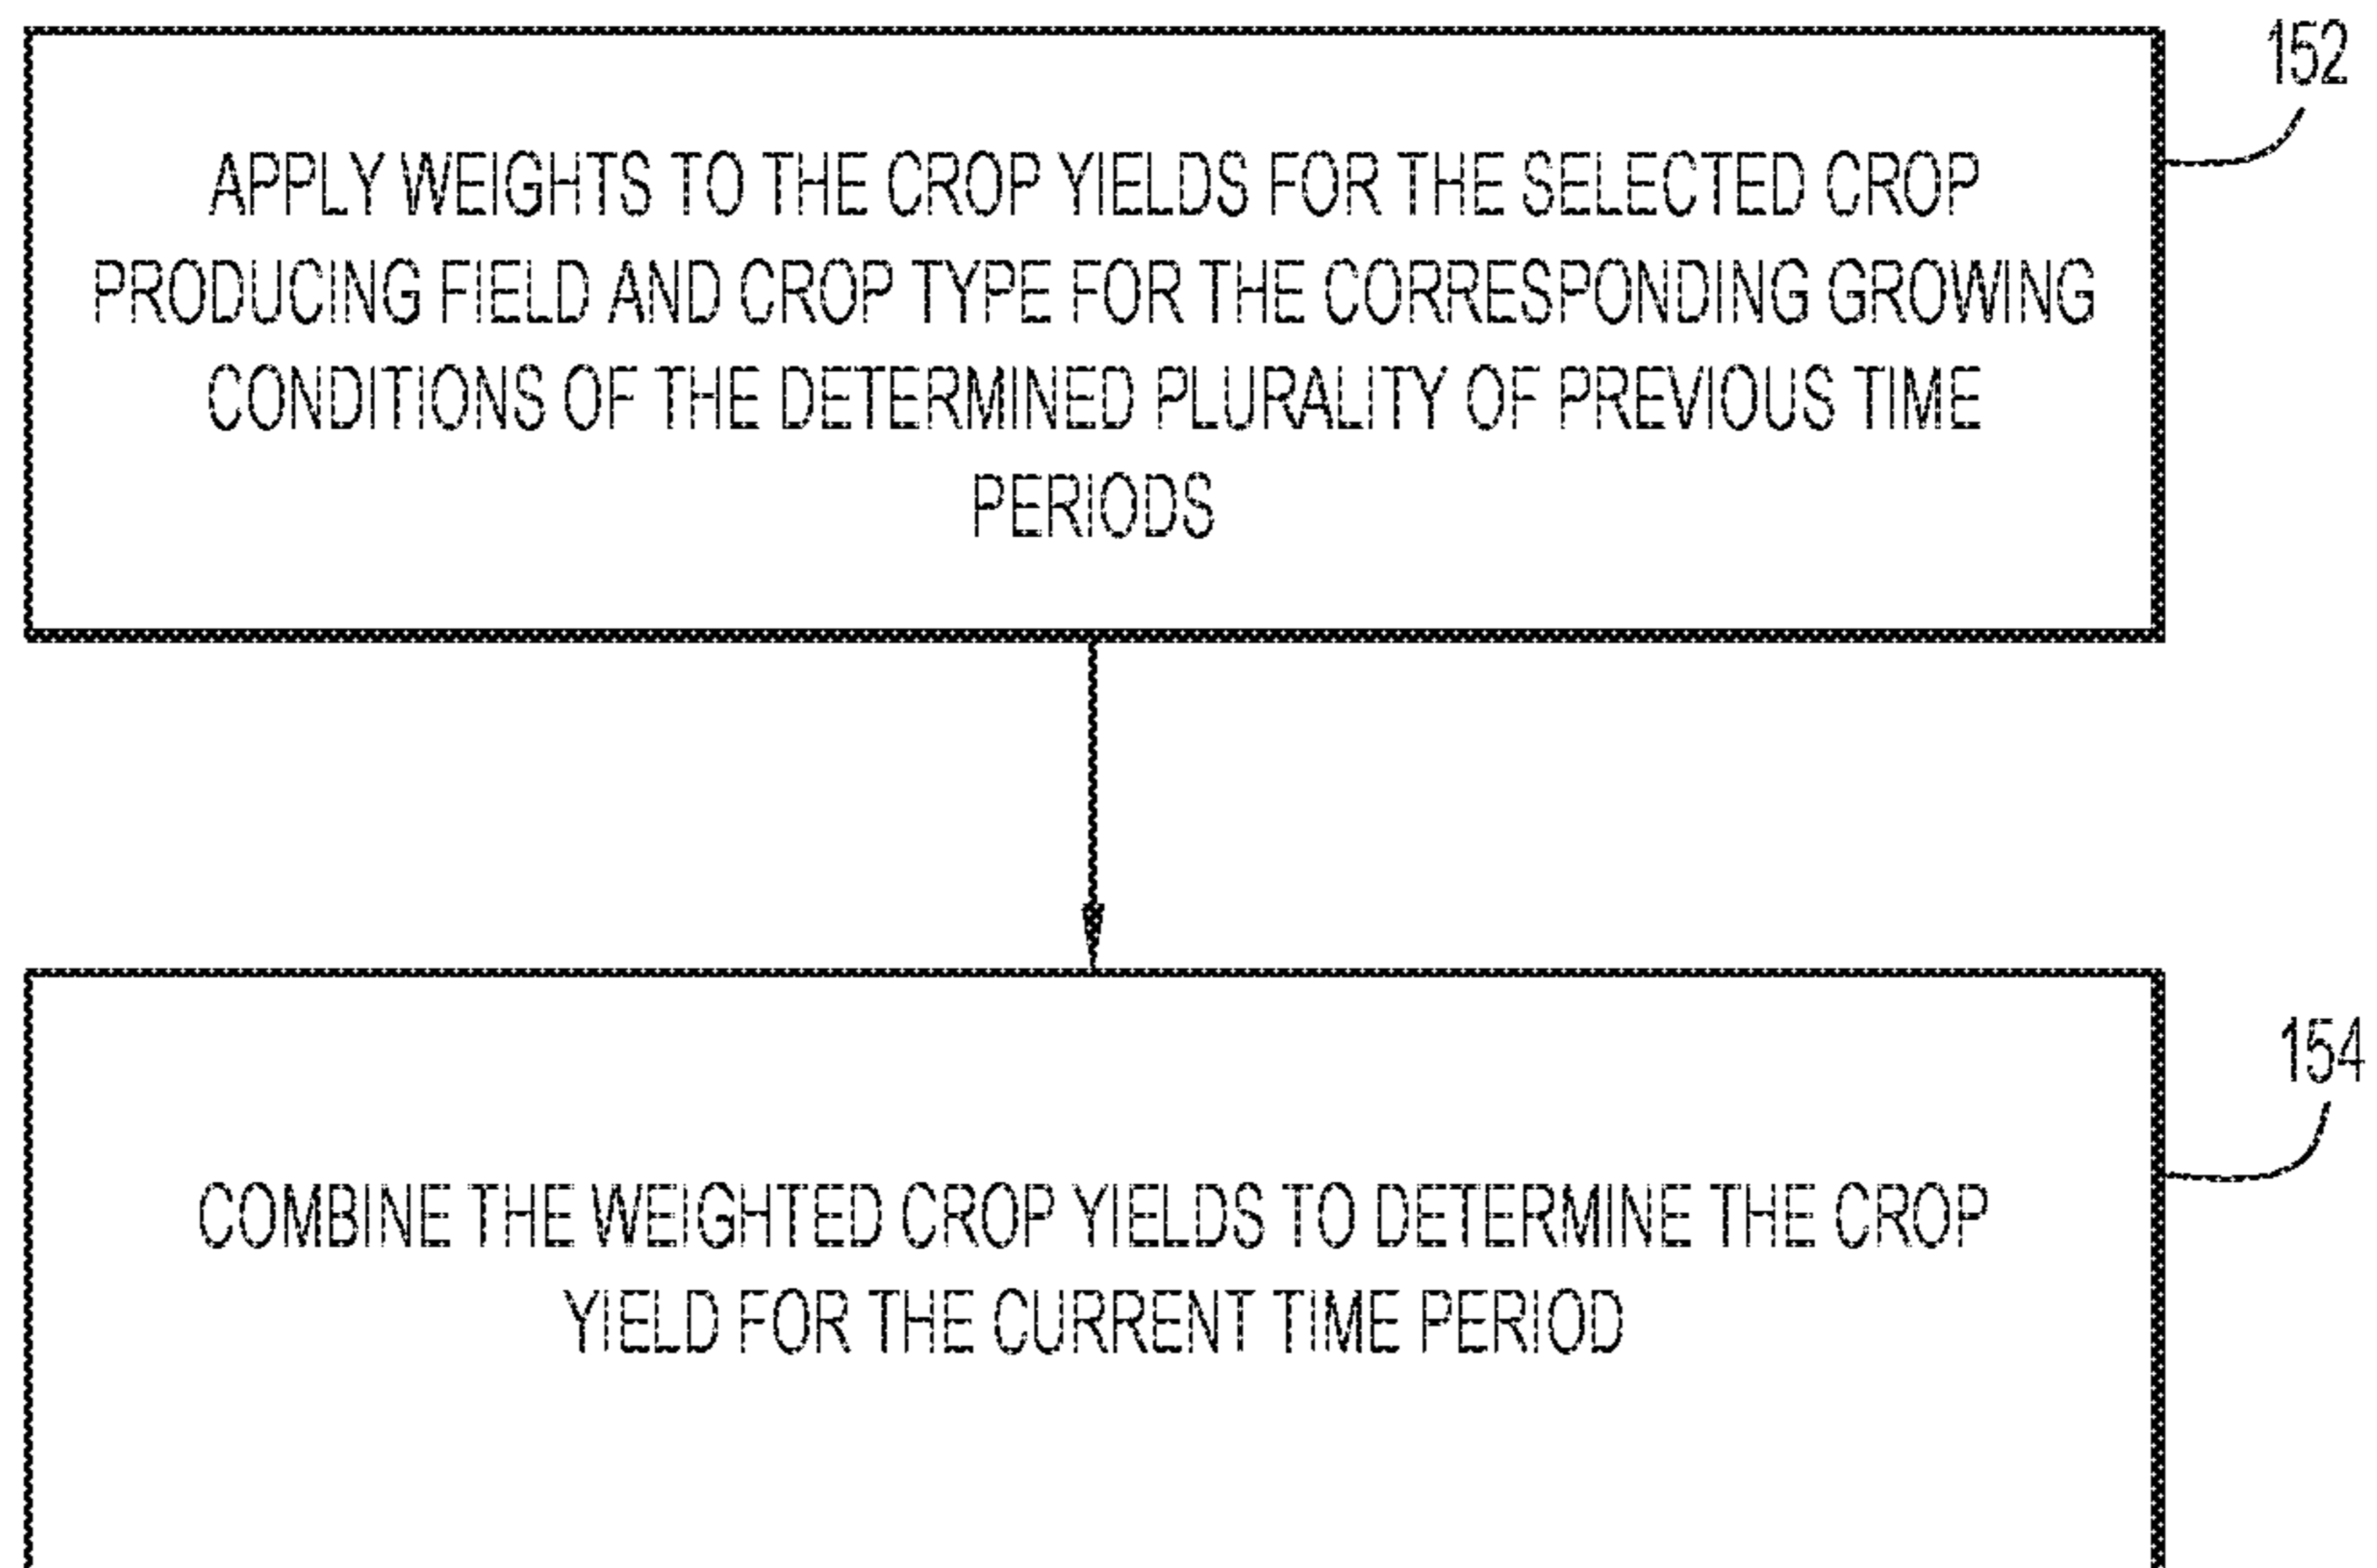 152
APPLY WEIGHTS TO THE CROP YIELDS FOR THE SELECTED CROP
PRODUCING FIELD AND CROP TYPE FOR THE CORRESPONDING GROWING
CONDITIONS OF THE DETERMINED PLURALITY OF PREVIOUS TIME
PERIODS
154
COMBINE THE WEIGHTED CROP YIELDS TO DETERMINE THE CROP
YIELD FOR THE CURRENT TIME PERIOD